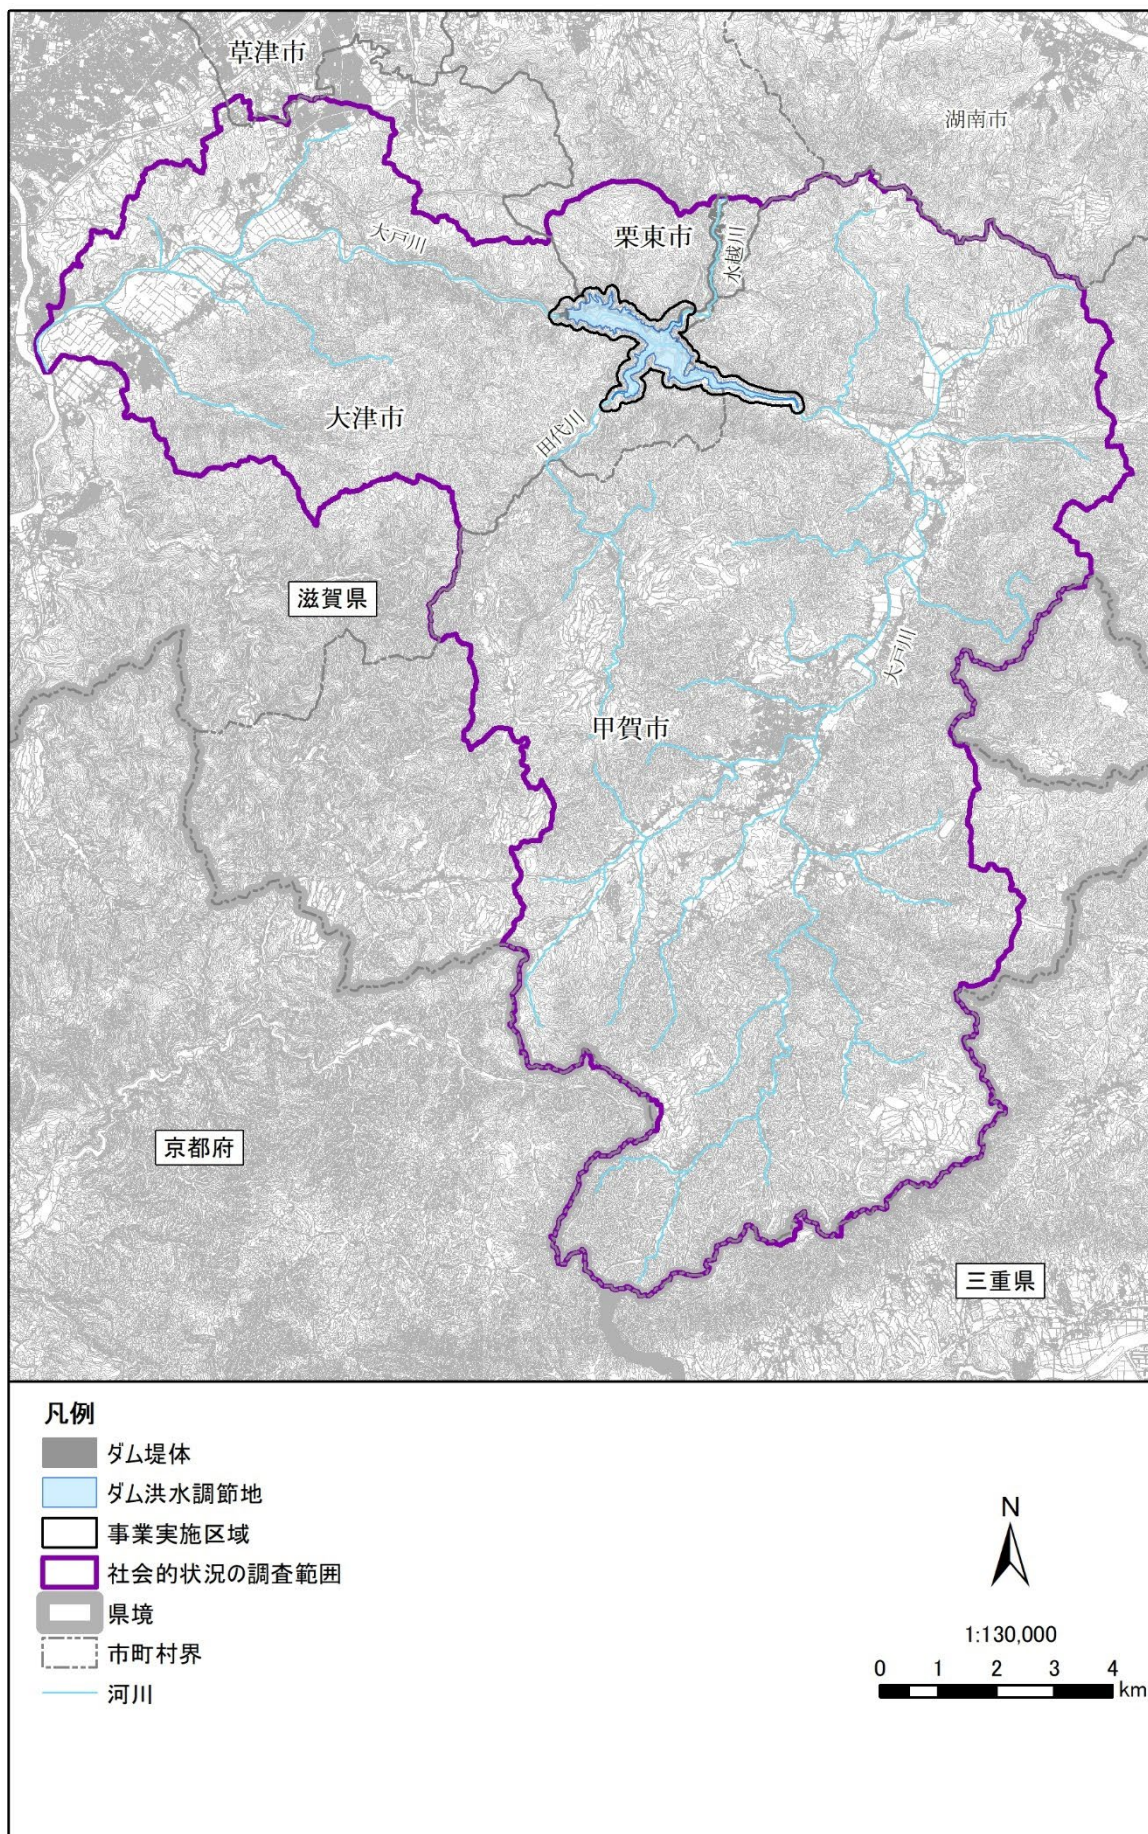 草津市
湖南市
栗東市
大戸川
水越川
大津市
田代川
滋賀県
大戸川
甲賀市
京都府
三重県
凡例
ダム堤体
ダム洪水調節地
事業実施区域
社会的状況の調査範囲
県境
市町村界
河川
N
1:130,000
0 1 2 3 4
km